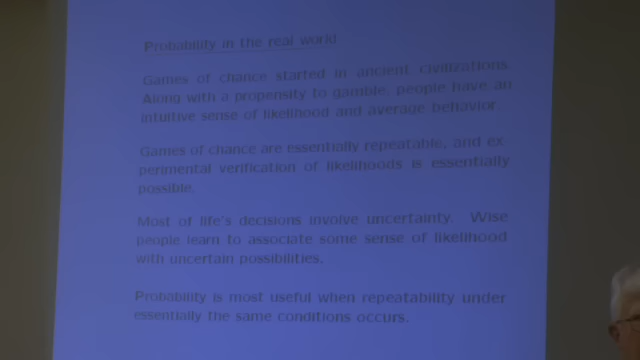 Probability in the real world
Games of chance started in ancient civilizations.
Along with a propensity to gamble, people have an
intuitive sense of likelihood and average behavior.
Games of chance are essentially repeatable, and ex
perimental verification of likelihoods is essentially
possible.
Most of life's decisions involve uncertainty. Wise
people learn to associate some sense of likelihood
with uncertain possibilities.
Probability is most useful when repeatability under
essentially the same conditions occurs.